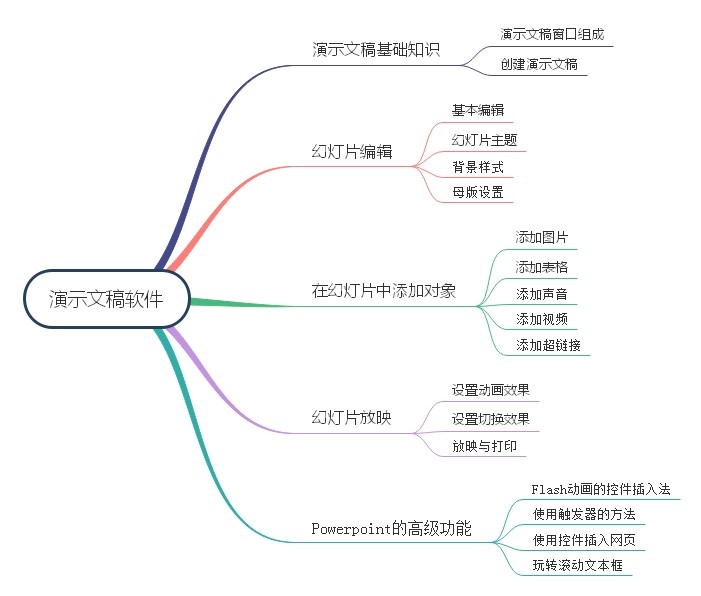 演示文稿软件
演示文稿基础知识
演示文稿窗口组成
创建演示文稿
幻灯片编辑
基本编辑
幻灯片主题
背景样式
母版设置
在幻灯片中添加对象
添加图片
添加表格
添加声音
添加视频
添加超链接
幻灯片放映
设置动画效果
设置切换效果
放映与打印
Powerpoint的高级功能
Flash动画的控件插入法
使用触发器的方法
使用控件插入网页
玩转滚动文本框